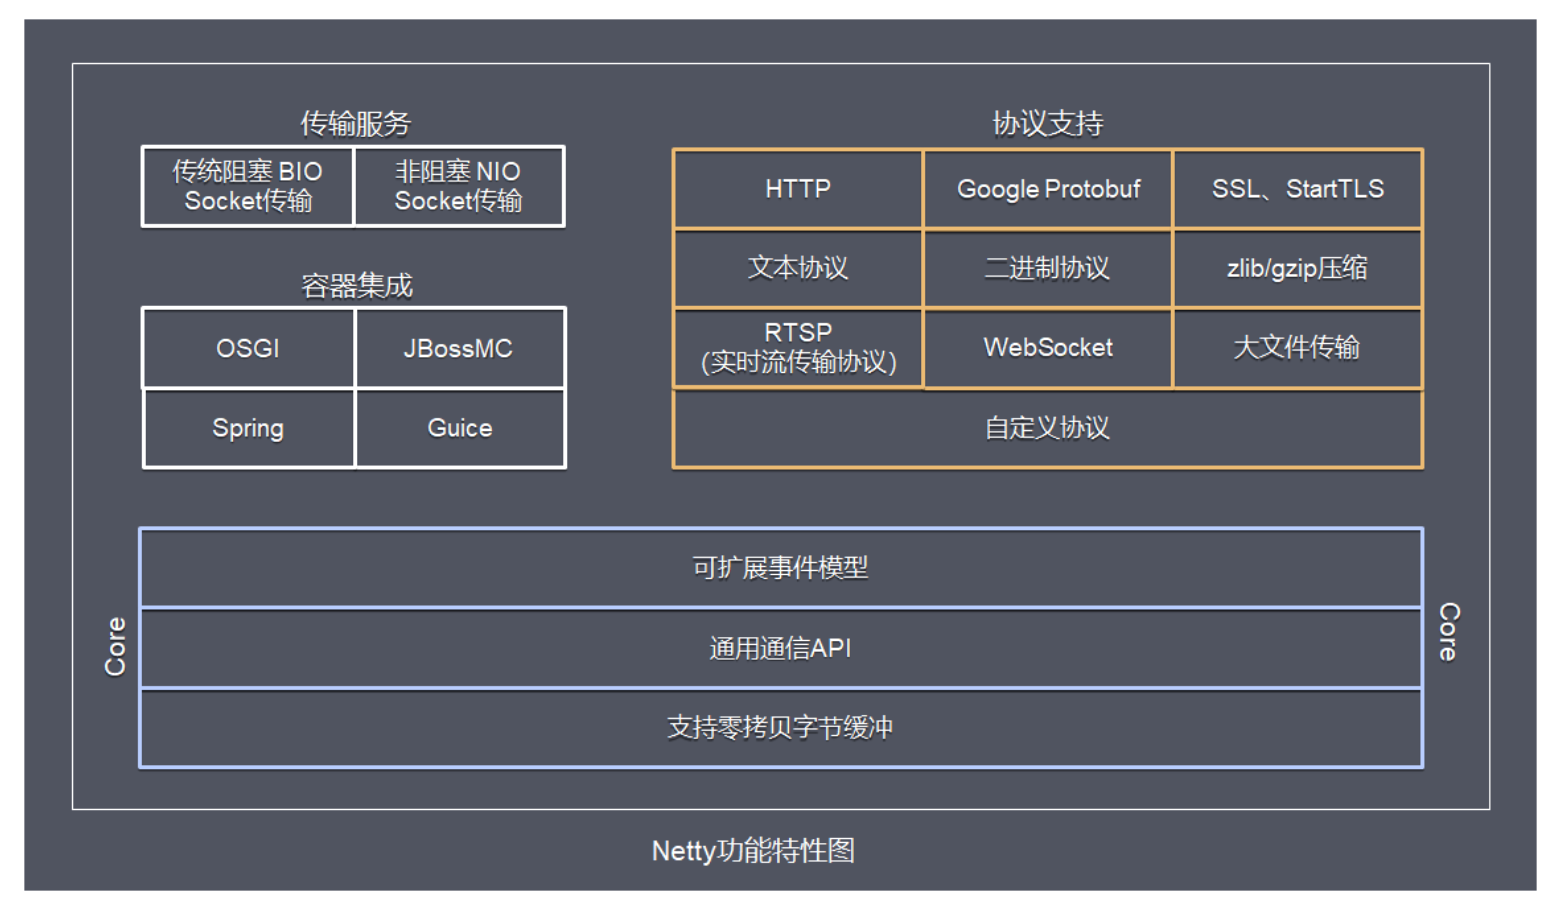 传输服务
传统阻塞 BIO
Socket传输
非阻塞 NIO
Socket传输
容器集成
OSGI
JBossMC
Spring
Guice
协议支持
HTTP
Google Protobuf
SSL、StartTLS
文本协议
二进制协议
zlib/gzip压缩
RTSP
(实时流传输协议)
WebSocket
大文件传输
自定义协议
Core
可扩展事件模型
通用通信API
支持零拷贝字节缓冲
Core
Netty功能特性图